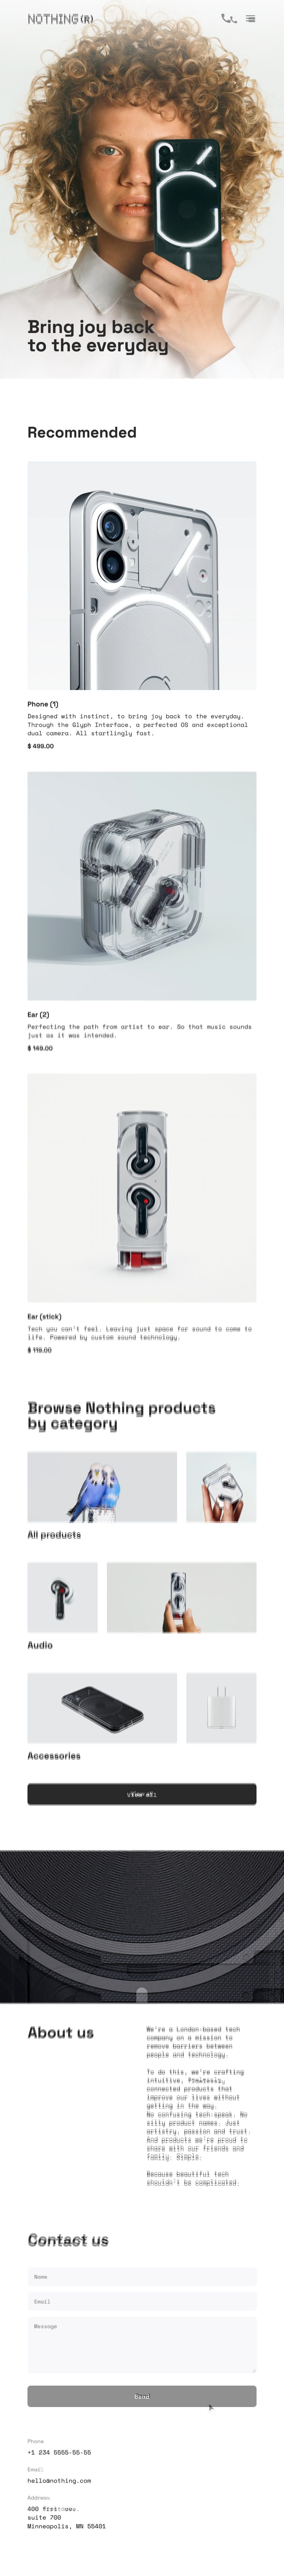 NOTHING(R)
Bring joy back
to the everyday
Recommended
Phone (1)
Designed with instinct, to bring joy back to the everyday.
Through the Glyph Interface, a perfected OS and exceptional
dual camera. All startlingly fast.
$ 499.00
Ear (2)
Perfecting the path from artist to ear. So that music sounds
just as it was intended.
$ 149.00
Ear (stick)
Tech you can't feel. Leaving just space for sound to come to
life. Powered by custom sound technology.
$ 119.00
Browse Nothing products
by category
All products
Audio
Accessories
View all
About us
We're a London-based tech
company on a mission to
remove barriers between
people and technology.
To do this, we're crafting
intuitive,
connected products that
improve our lives without
getting in the way.
No confusing tech-speak. No
silly product names. Just
artistry, passion and trust.
And products we're proud to
share with our friends and
family. Simple.
Because beautiful tech
shouldn't be complicated.
Contact us
Name
Email
Message
Send
Phone
+1 234 5555-55-55
Email
hello@nothing.com
Address
400
suite 700
Minneapolis, MN 55401